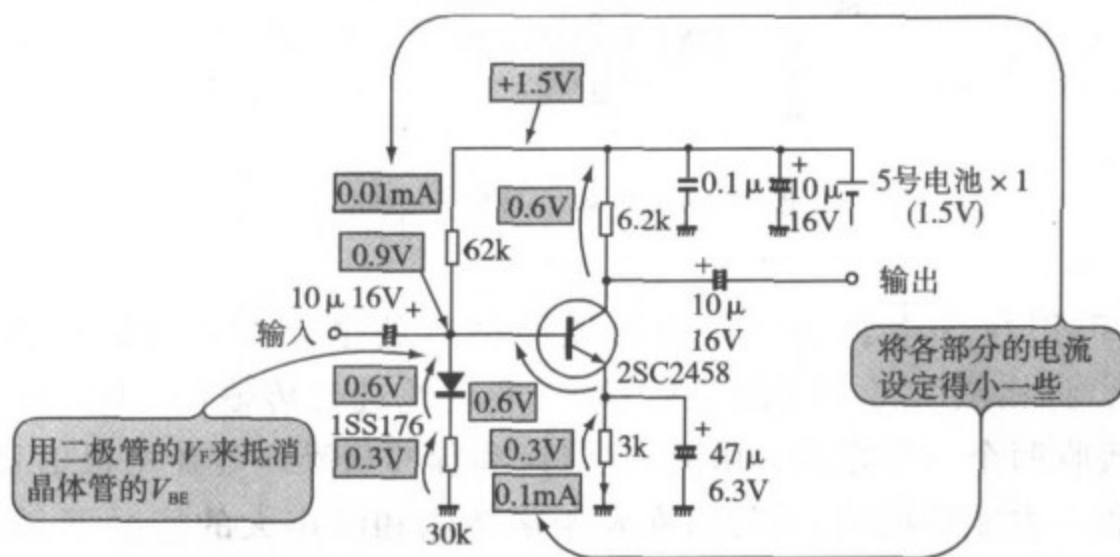 +1.5V
0.01mA
0.6V
0.1μ
+
10μ
16V
5号电池×1
(1.5V)
6.2k
0.9V
62k
10μ 16V
+
输入
+
10μ
16V
输出
2SC2458
将各部分的电流
设定得小一些
0.6V
1SS176
0.6V
用二极管的VF来抵消
晶体管的VBE
0.3V
30k
0.3V
3k
0.1mA
+
47μ
6.3V